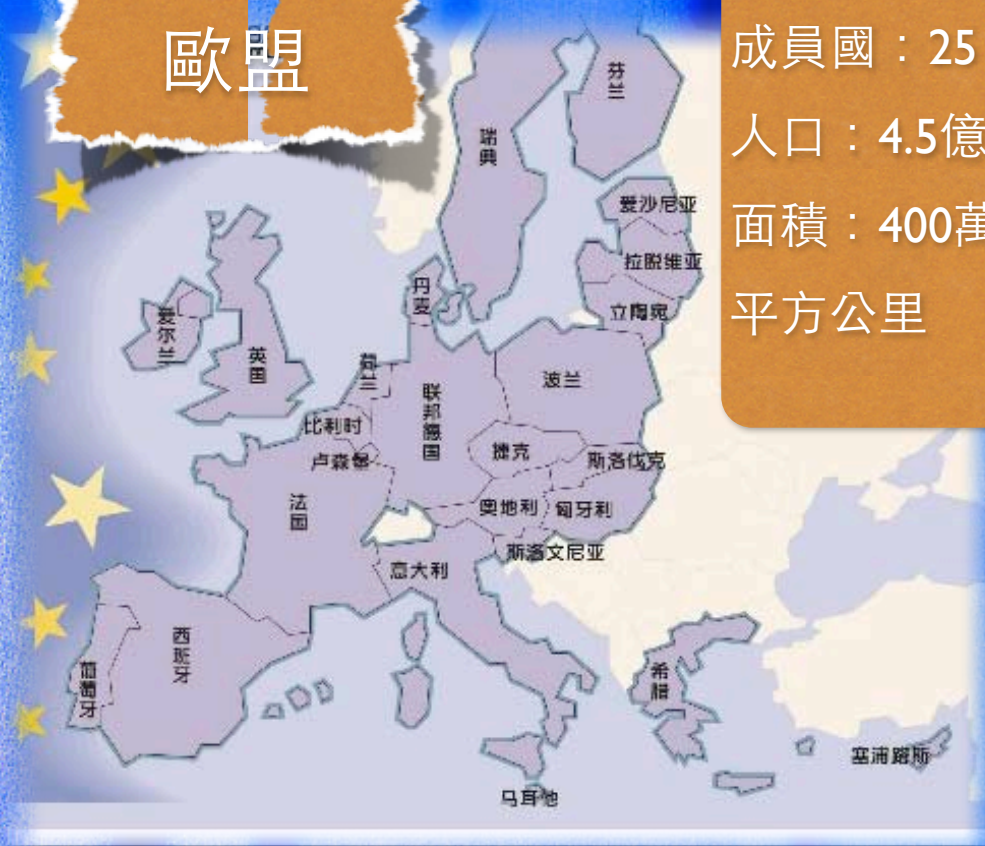 歐盟
成員國：25
人口：4.5億
面積：400萬
平方公里
芬兰
瑞典
爱沙尼亚
拉脱维亚
立陶宛
丹麦
爱尔兰
英国
荷兰
波兰
联邦德国
比利时
卢森堡
捷克
斯洛伐克
法国
奥地利
匈牙利
斯洛文尼亚
意大利
西班牙
葡萄牙
希腊
塞浦路斯
马耳他